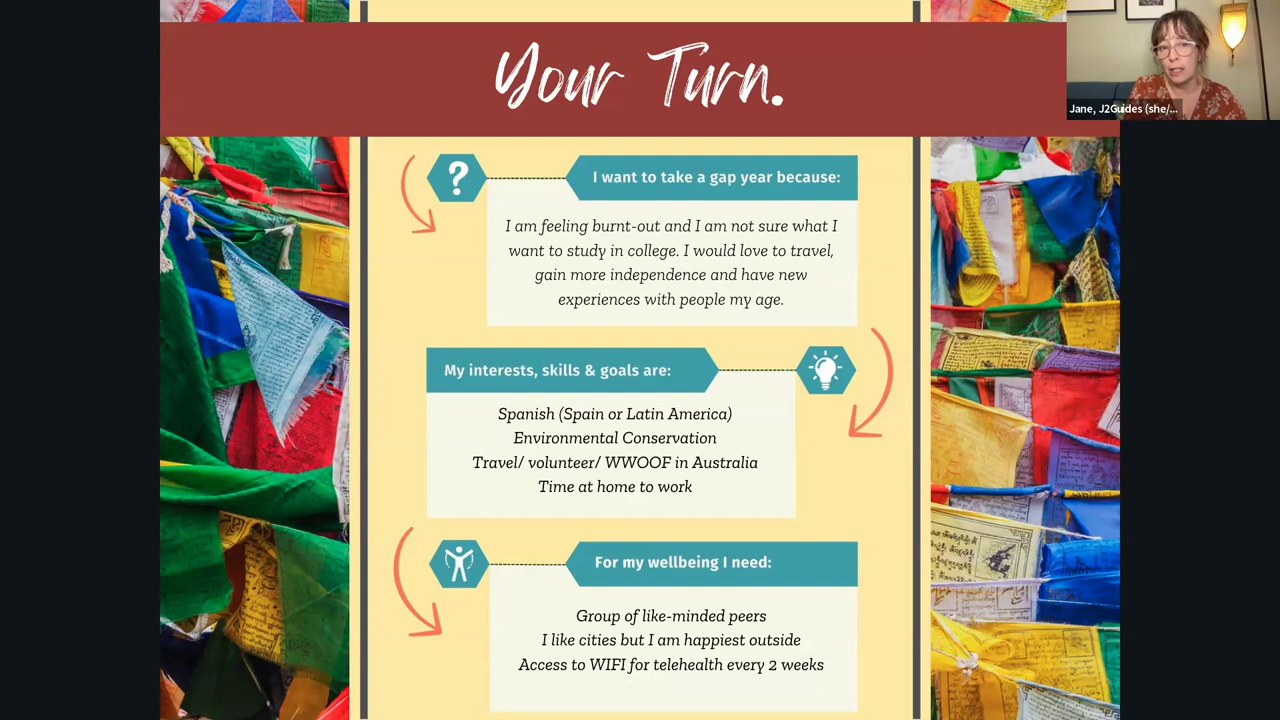 Your Turn.
Jane, J2Guides (she/...
?
I want to take a gap year because:
I am feeling burnt-out and I am not sure what I
want to study in college. I would love to travel,
gain more independence and have new
experiences with people my age.
My interests, skills & goals are:
Spanish (Spain or Latin America)
Environmental Conservation
Travel/ volunteer/ WWOOF in Australia
Time at home to work
For my wellbeing I need:
Group of like-minded peers
I like cities but I am happiest outside
Access to WIFI for telehealth every 2 weeks